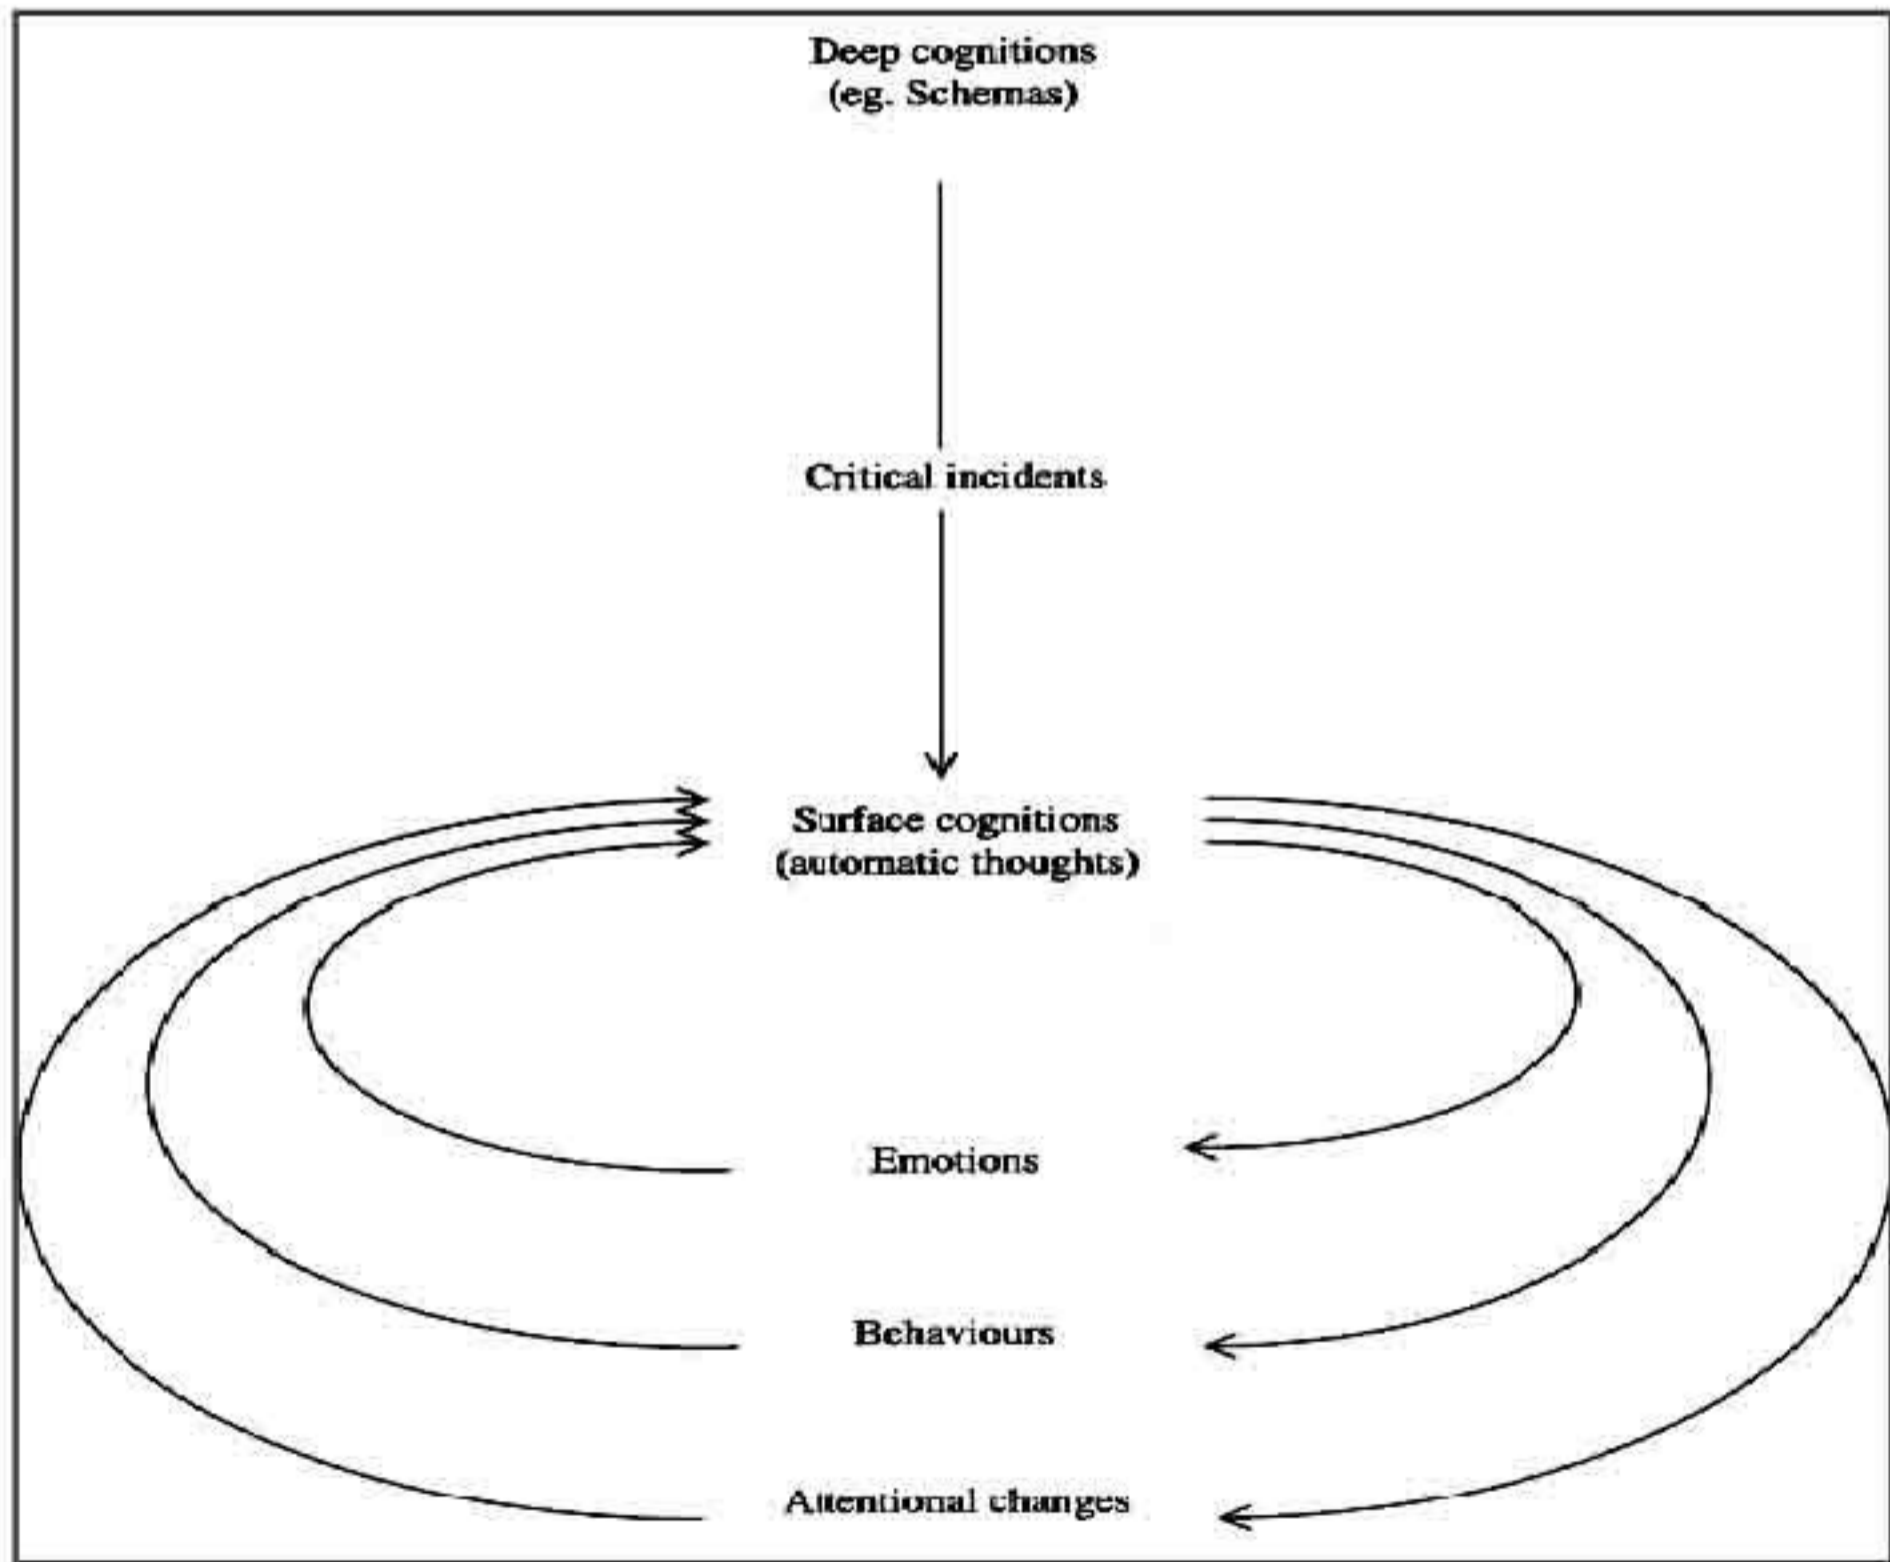 Deep cognitions
(eg. Schemas)
Critical incidents
Surface cognitions
(automatic thoughts)
Emotions
Behaviours
Attentional changes